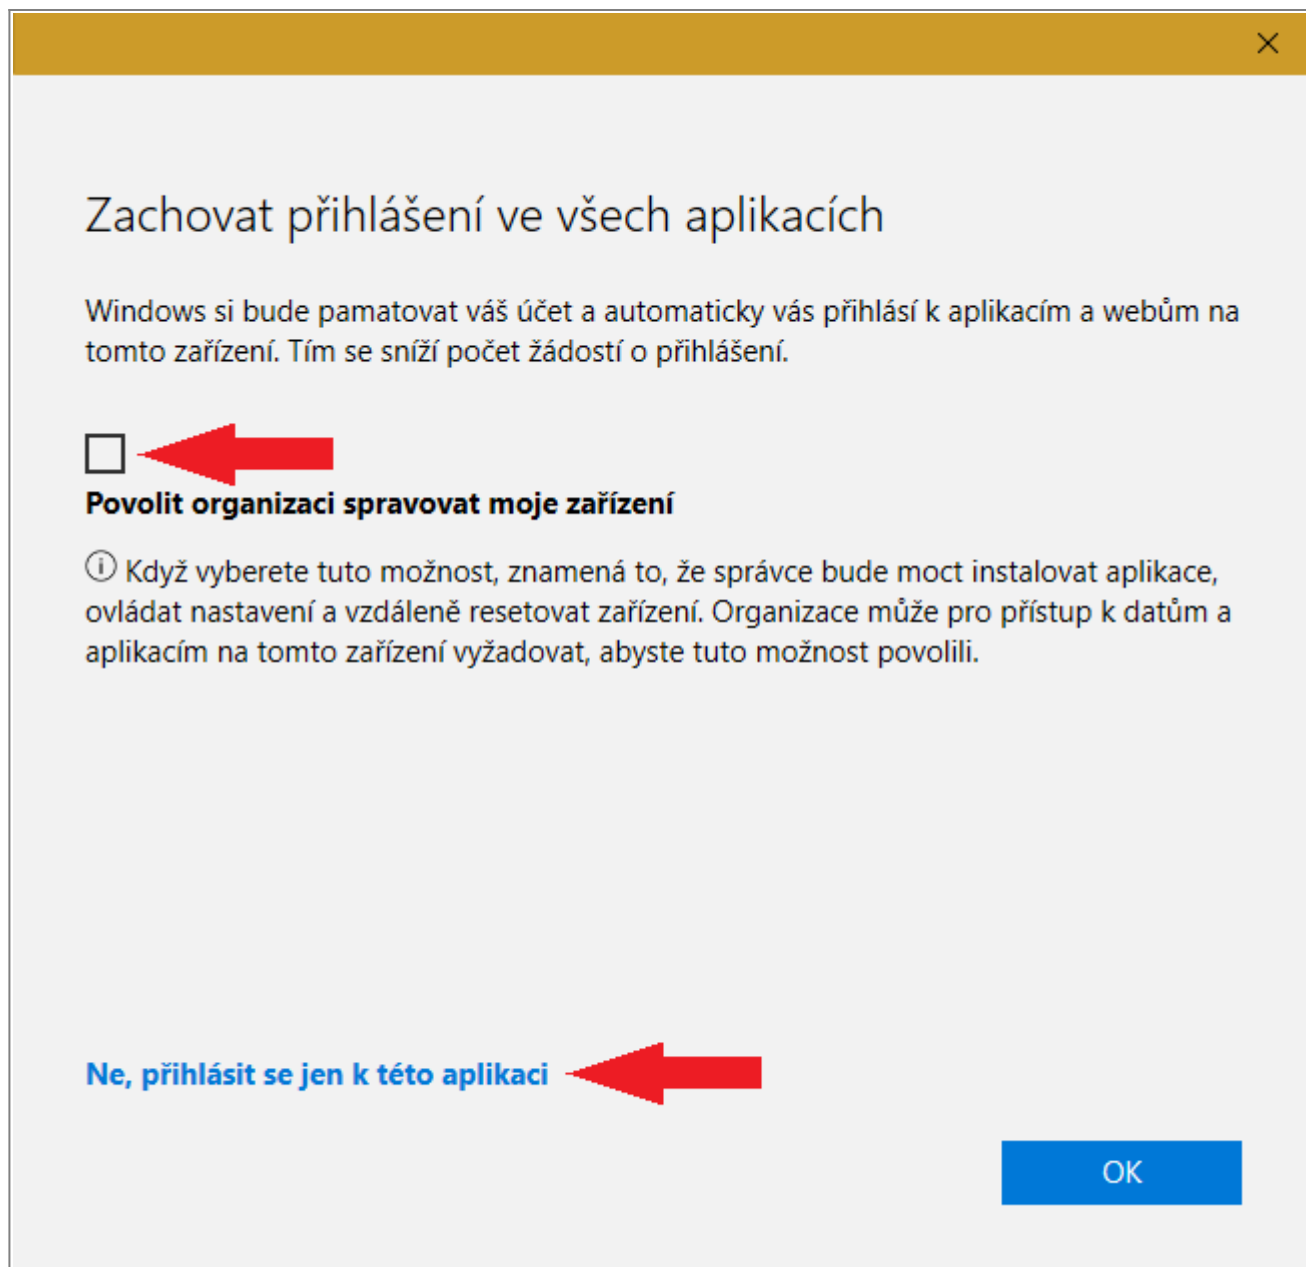 Zachovat přihlášení ve všech aplikacích
Windows si bude pamatovat váš účet a automaticky vás přihlásí k aplikacím a webům na
tomto zařízení. Tím se sníží počet žádostí o přihlášení.
Povolit organizaci spravovat moje zařízení
Když vyberete tuto možnost, znamená to, že správce bude moct instalovat aplikace,
ovládat nastavení a vzdáleně resetovat zařízení. Organizace může pro přístup k datům a
aplikacím na tomto zařízení vyžadovat, abyste tuto možnost povolili.
Ne, přihlásit se jen k této aplikaci
OK